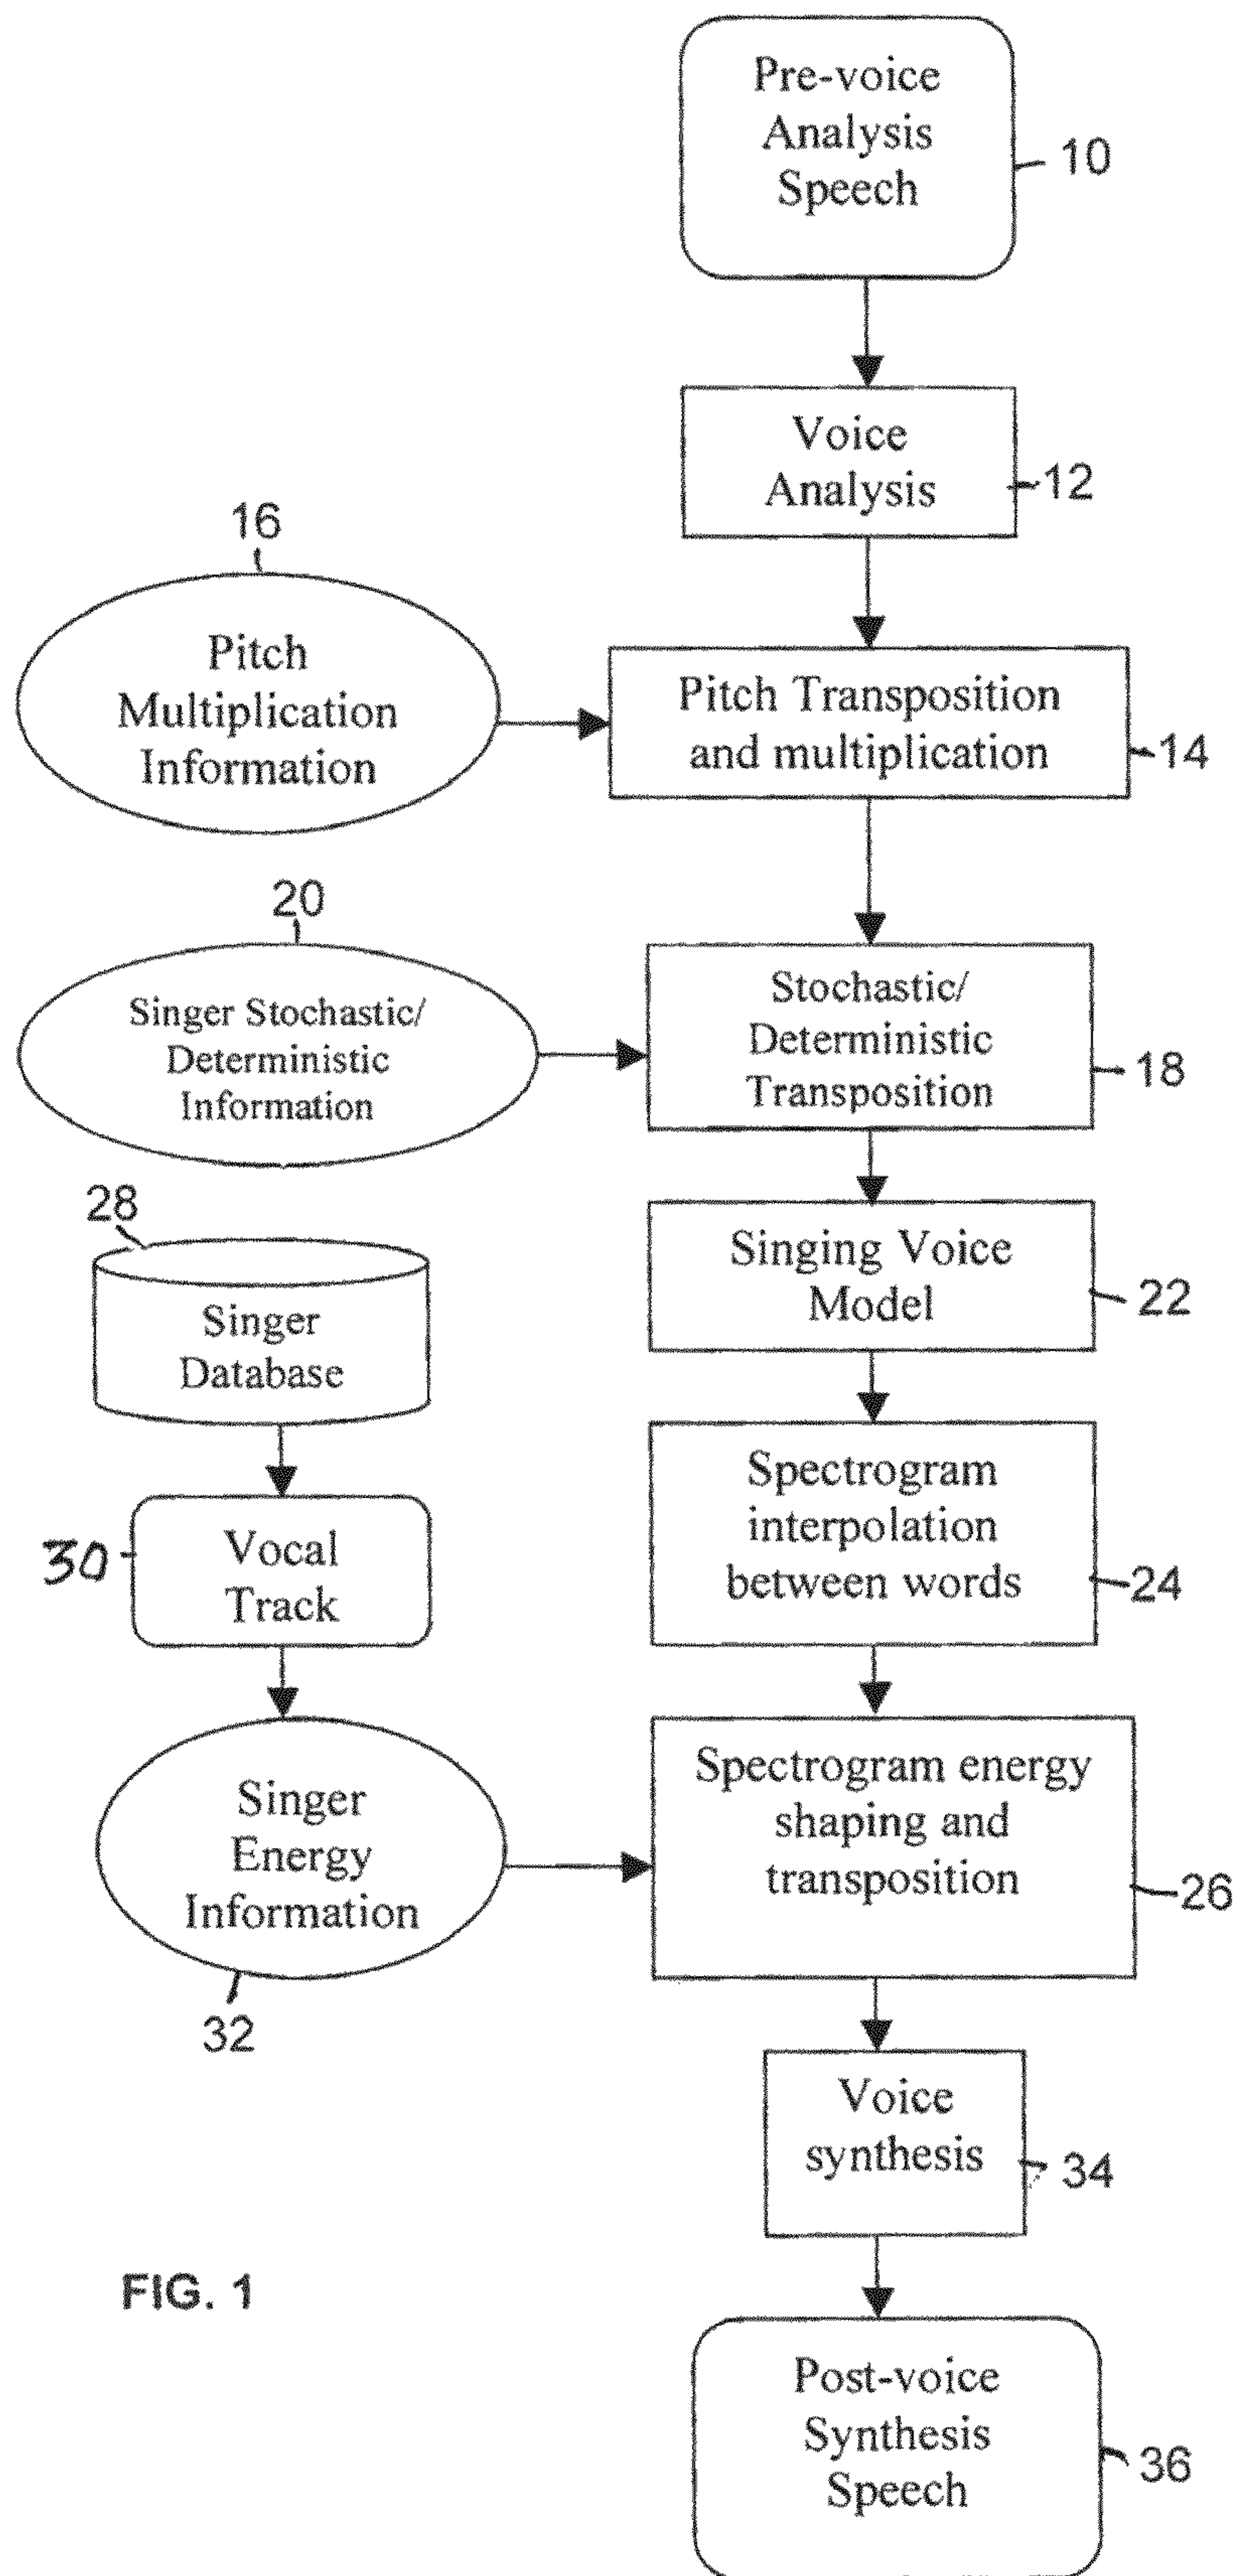 Pre-voice
Analysis
Speech
10
Voice
Analysis
12
16
Pitch
Multiplication
Information
Pitch Transposition
and multiplication
14
20
Singer Stochastic/
Deterministic
Information
Stochastic/
Deterministic
Transposition
18
28
Singer
Database
Singing Voice
Model
22
30
Vocal
Track
Spectrogram
interpolation
between words
24
Singer
Energy
Information
32
Spectrogram energy
shaping and
transposition
26
Voice
synthesis
34
FIG. 1
Post-voice
Synthesis
Speech
36